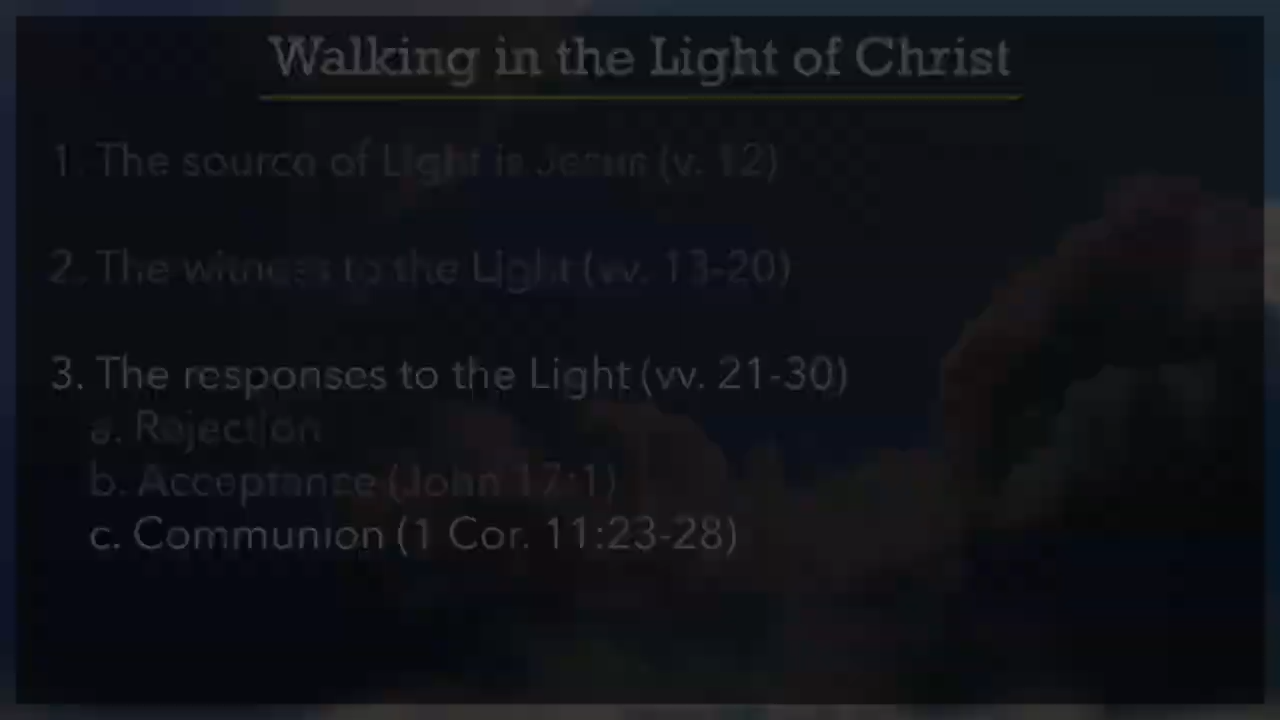 Walking in the Light of Christ
1. The source of Light is Jesus (v. 12)
2. The witness to the Light (vv. 13-20)
3. The responses to the Light (vv. 21-30)
a. Rejection
b. Acceptance (John 17:1)
c. Communion (1 Cor. 11:23-28)